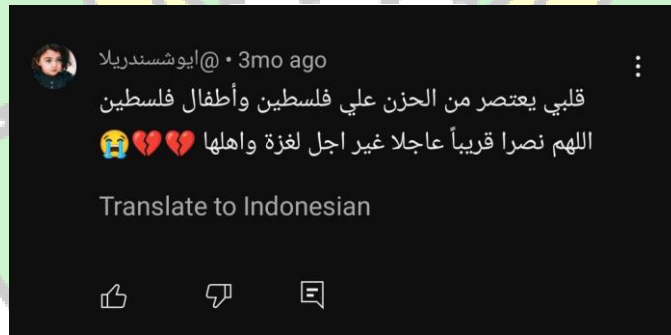 @ايوشسندريلا • 3mo ago
قلبي يعتصر من الحزن علي فلسطين وأطفال فلسطين
اللهم نصرا قريباً عاجلا غير اجل لغزة واهلها 💔💔😭
Translate to Indonesian